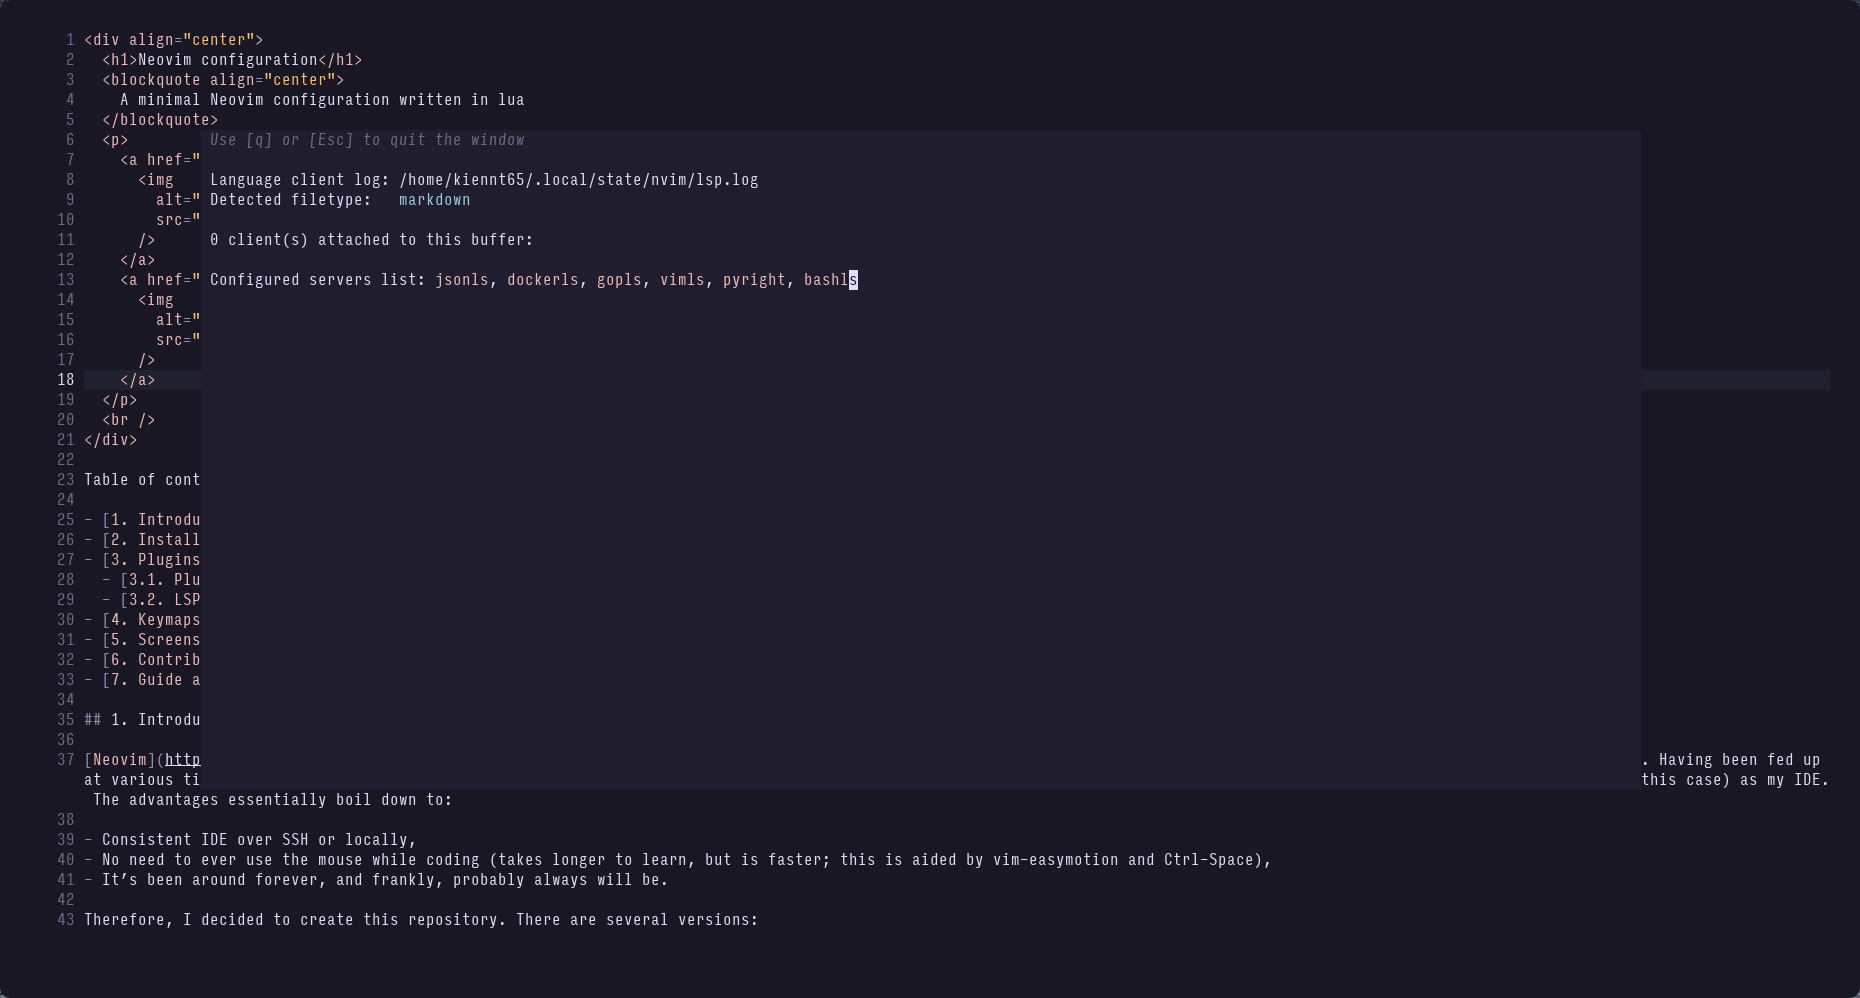 1 <div align="center">
2 <h1>Neovim configuration</h1>
3 <blockquote align="center">
4 A minimal Neovim configuration written in lua
5 </blockquote>
6 <p>
Use [q] or [Esc] to quit the window
7 <a href="
8 <img
Language client log: /home/kiennt65/.local/state/nvim/lsp.log
9 alt="
Detected filetype: markdown
10 src="
11 />
0 client(s) attached to this buffer:
12 </a>
13 <a href="
Configured servers list: jsonls, dockerls, gopls, vimls, pyright, bashls
14 <img
15 alt="
16 src="
17 />
18 </a>
19 </p>
20 <br />
21 </div>
22
23 Table of cont
24
25 - [1. Introdu
26 - [2. Install
27 - [3. Plugins
28 - [3.1. Plu
29 - [3.2. LSP
30 - [4. Keymaps
31 - [5. Screens
32 - [6. Contrib
33 - [7. Guide a
34
35 ## 1. Introdu
36
37 [Neovim](http . Having been fed up
at various ti this case) as my IDE.
The advantages essentially boil down to:
38
39 - Consistent IDE over SSH or locally,
40 - No need to ever use the mouse while coding (takes longer to learn, but is faster; this is aided by vim-easymotion and Ctrl-Space),
41 - It’s been around forever, and frankly, probably always will be.
42
43 Therefore, I decided to create this repository. There are several versions: